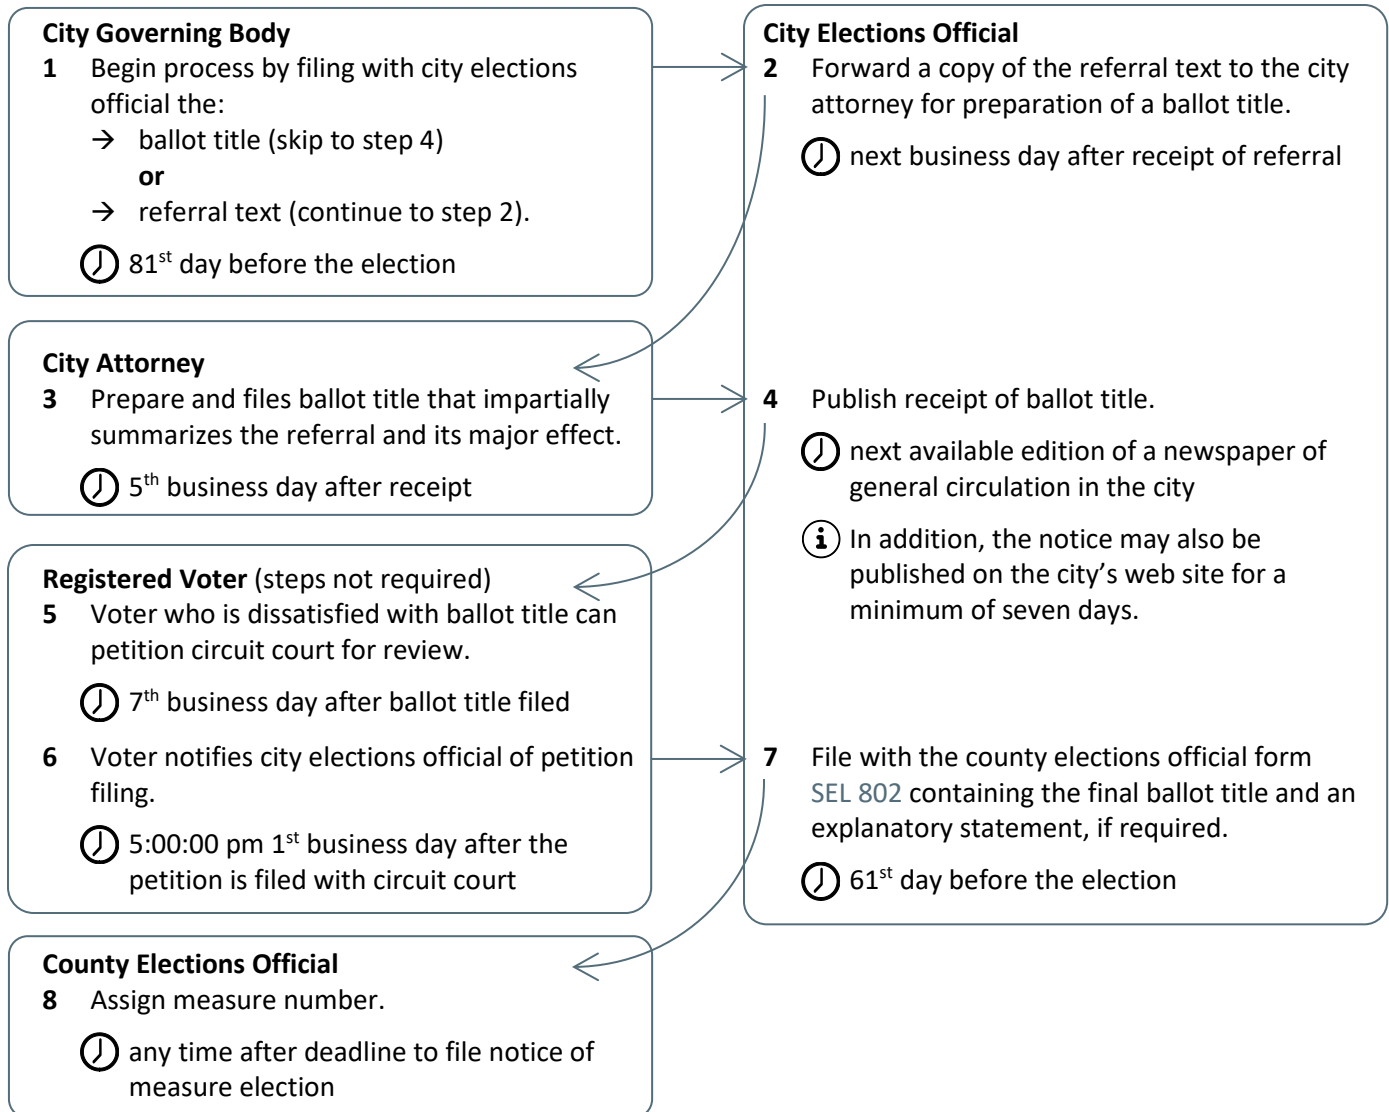 City Governing Body
1 Begin process by filing with city elections
official the:
→ ballot title (skip to step 4)
or
→ referral text (continue to step 2).
81st day before the election
City Elections Official
2 Forward a copy of the referral text to the city
attorney for preparation of a ballot title.
next business day after receipt of referral
City Attorney
3 Prepare and files ballot title that impartially
summarizes the referral and its major effect.
5th business day after receipt
4 Publish receipt of ballot title.
next available edition of a newspaper of
general circulation in the city
In addition, the notice may also be
published on the city's web site for a
minimum of seven days.
Registered Voter (steps not required)
5 Voter who is dissatisfied with ballot title can
petition circuit court for review.
7th business day after ballot title filed
6 Voter notifies city elections official of petition
filing.
5:00:00 pm 1st business day after the
petition is filed with circuit court
7 File with the county elections official form
SEL 802 containing the final ballot title and an
explanatory statement, if required.
61st day before the election
County Elections Official
8 Assign measure number.
any time after deadline to file notice of
measure election